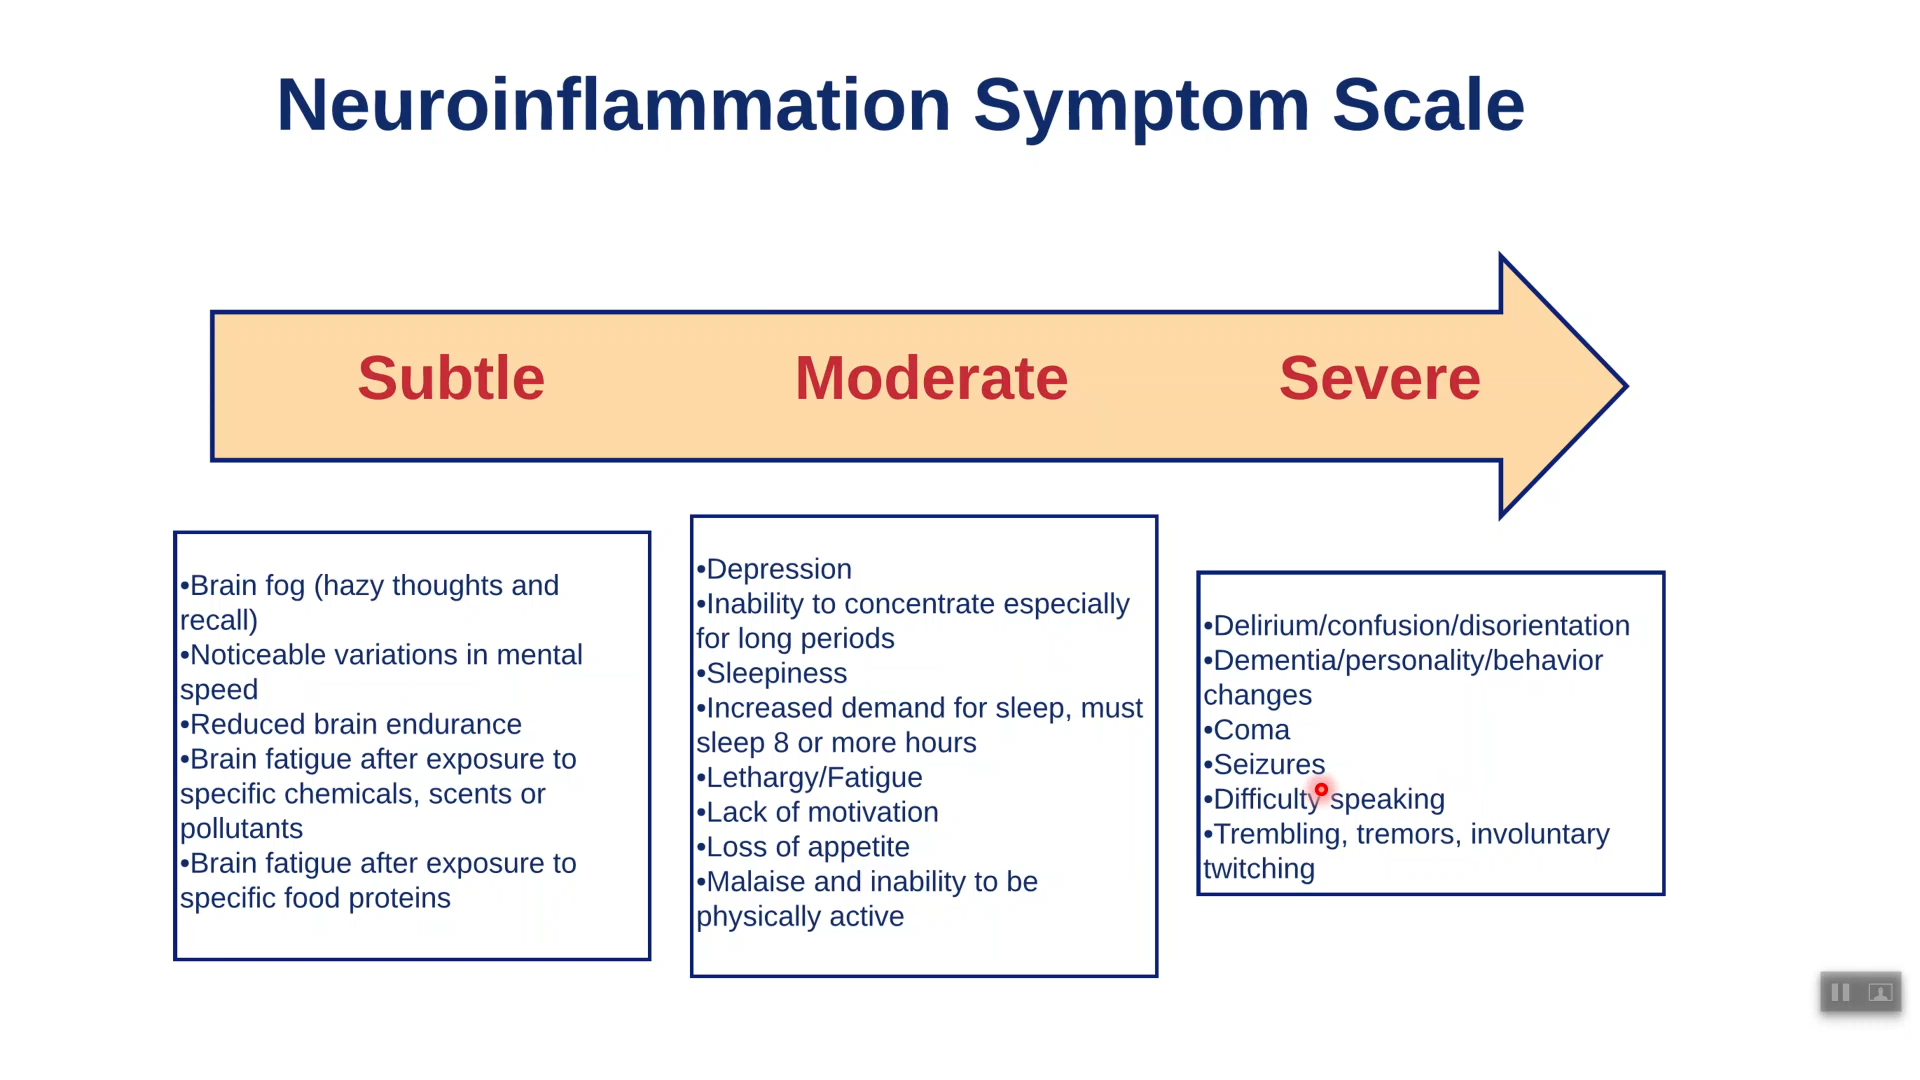 Neuroinflammation Symptom Scale
Subtle
Moderate
Severe
•Brain fog (hazy thoughts and
recall)
•Noticeable variations in mental
speed
•Reduced brain endurance
•Brain fatigue after exposure to
specific chemicals, scents or
pollutants
•Brain fatigue after exposure to
specific food proteins
•Depression
•Inability to concentrate especially
for long periods
•Sleepiness
•Increased demand for sleep, must
sleep 8 or more hours
•Lethargy/Fatigue
•Lack of motivation
•Loss of appetite
•Malaise and inability to be
physically active
•Delirium/confusion/disorientation
•Dementia/personality/behavior
changes
•Coma
•Seizures
•Difficulty speaking
•Trembling, tremors, involuntary
twitching